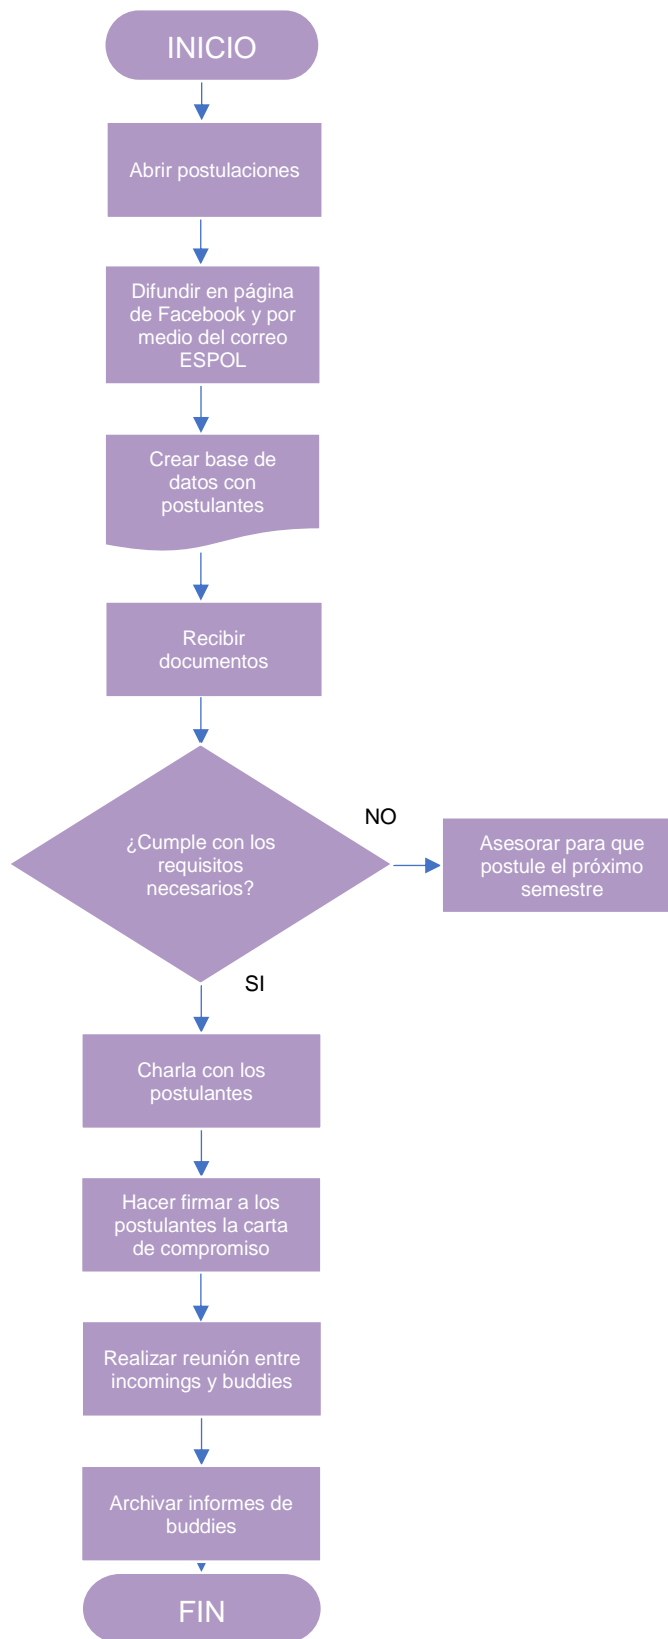 INICIO
Abrir postulaciones
Difundir en página
de Facebook y por
medio del correo
ESPOL
Crear base de
datos con
postulantes
Recibir
documentos
¿Cumple con los
requisitos
necesarios?
NO
Asesorar para que
postule el próximo
semestre
SI
Charla con los
postulantes
Hacer firmar a los
postulantes la carta
de compromiso
Realizar reunión entre
incomings y buddies
Archivar informes de
buddies
FIN